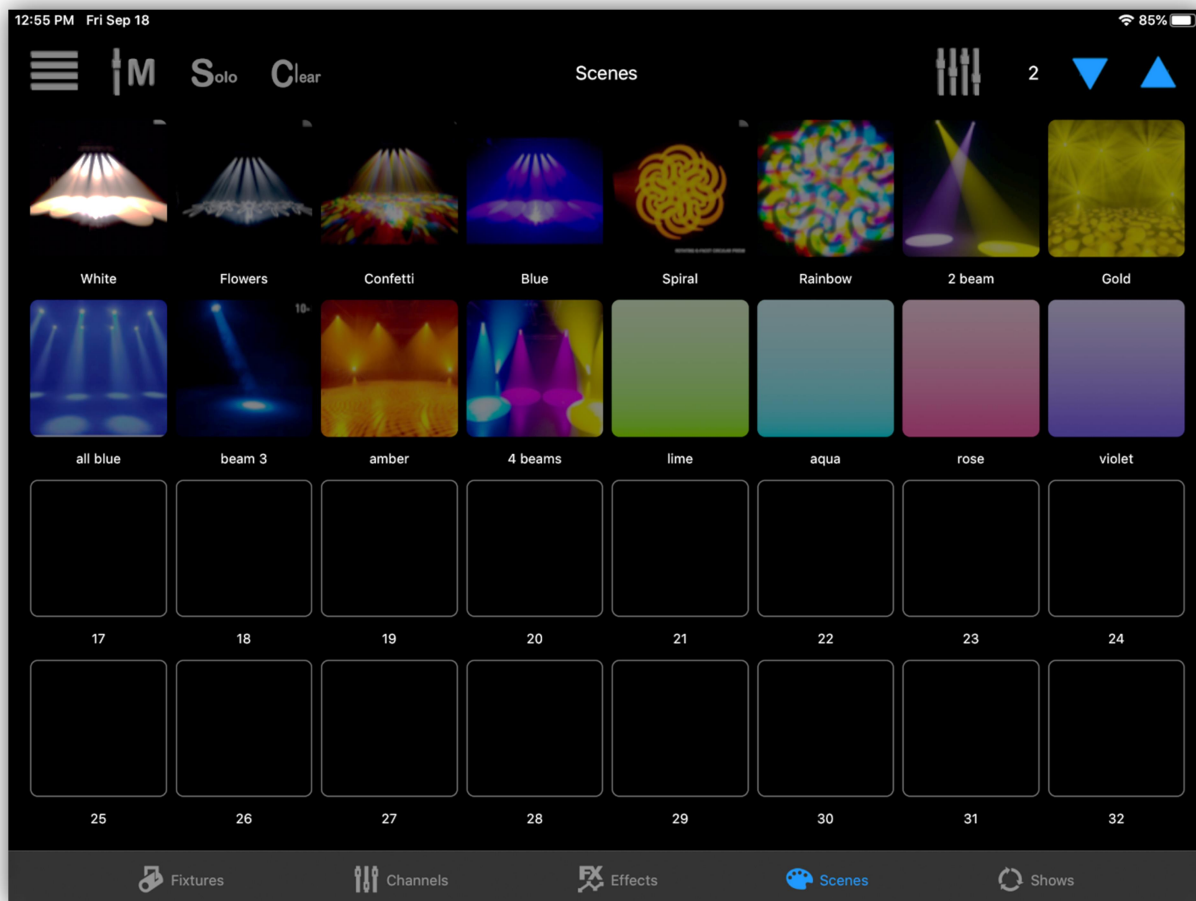 12:55 PM Fri Sep 18 85%
M Solo Clear Scenes 2
White Flowers Confetti Blue Spiral Rainbow 2 beam Gold
10-
all blue beam 3 amber 4 beams lime aqua rose violet
17 18 19 20 21 22 23 24
25 26 27 28 29 30 31 32
Fixtures Channels FX Effects Scenes Shows